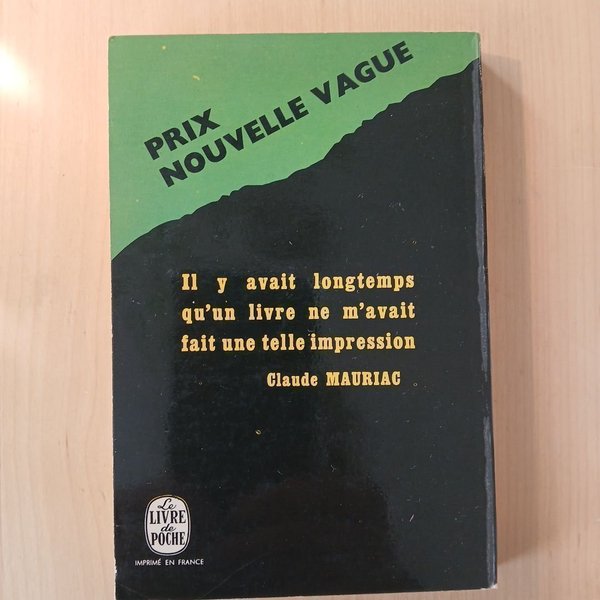 PRIX
NOUVELLE VAGUE
Il y avait longtemps
qu'un livre ne m'avait
fait une telle impression
Claude MAURIAC
Le
LIVRE
de
POCHE
IMPRIMÉ EN FRANCE